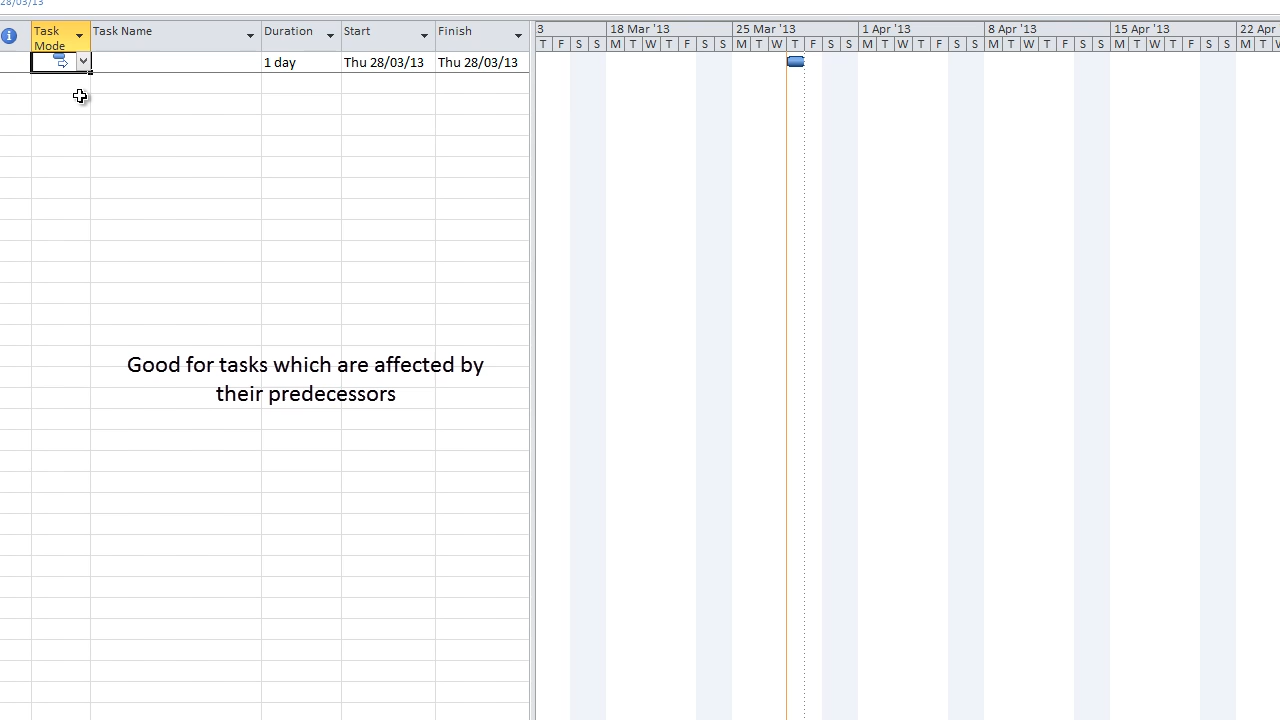 28/03/13
Task Mode Task Name Duration Start Finish
3 18 Mar '13 25 Mar '13 1 Apr '13 8 Apr '13 15 Apr '13 22 Apr
T F S S M T W T F S S M T W T F S S M T W T F S S M T W T F S S M T W T F S S M T W
1 day Thu 28/03/13 Thu 28/03/13
Good for tasks which are affected by
their predecessors